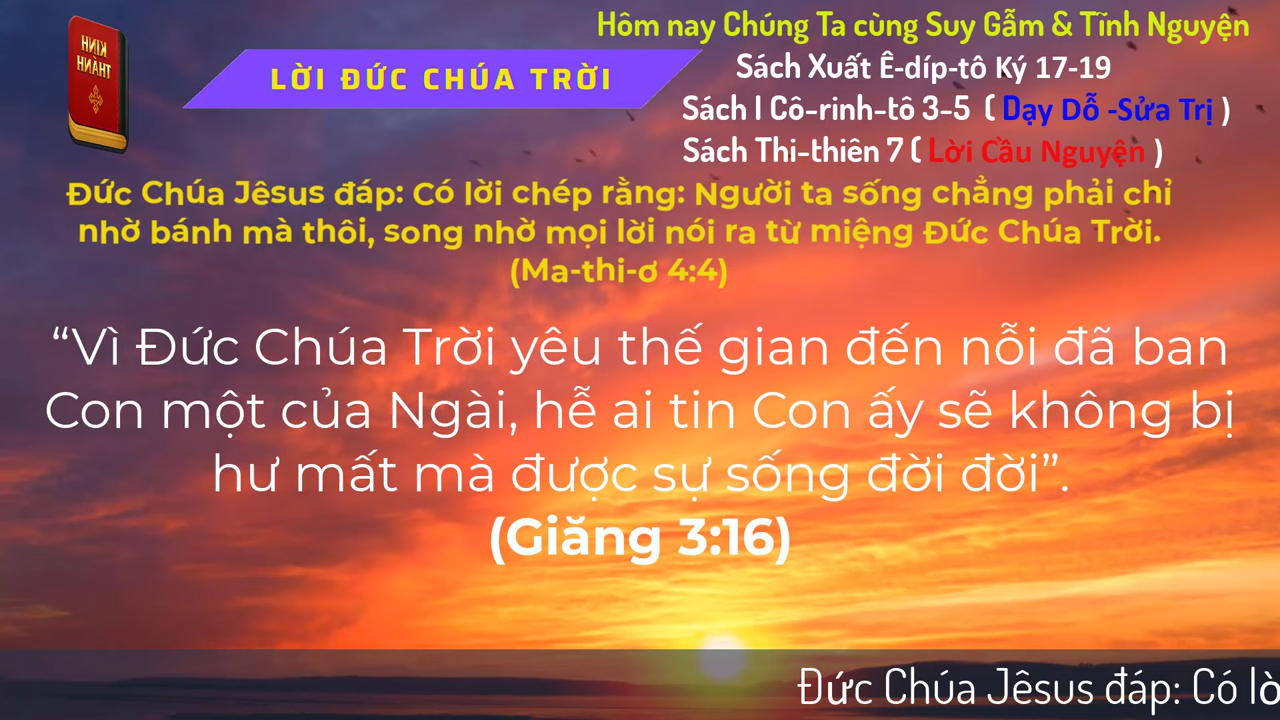 KINH
THÁNH
LỜI ĐỨC CHÚA TRỜI
Hôm nay Chúng Ta cùng Suy Gẫm & Tĩnh Nguyện
Sách Xuất Ê-díp-tô Ký 17-19
Sách I Cô-rinh-tô 3-5 ( Dạy Dỗ -Sửa Trị )
Sách Thi-thiên 7 ( Lời Cầu Nguyện )
Đức Chúa Jêsus đáp: Có lời chép rằng: Người ta sống chẳng phải chỉ
nhờ bánh mà thôi, song nhờ mọi lời nói ra từ miệng Đức Chúa Trời.
(Ma-thi-ơ 4:4)
“Vì Đức Chúa Trời yêu thế gian đến nỗi đã ban
Con một của Ngài, hễ ai tin Con ấy sẽ không bị
hư mất mà được sự sống đời đời”.
(Giăng 3:16)
Đức Chúa Jêsus đáp: Có lờ